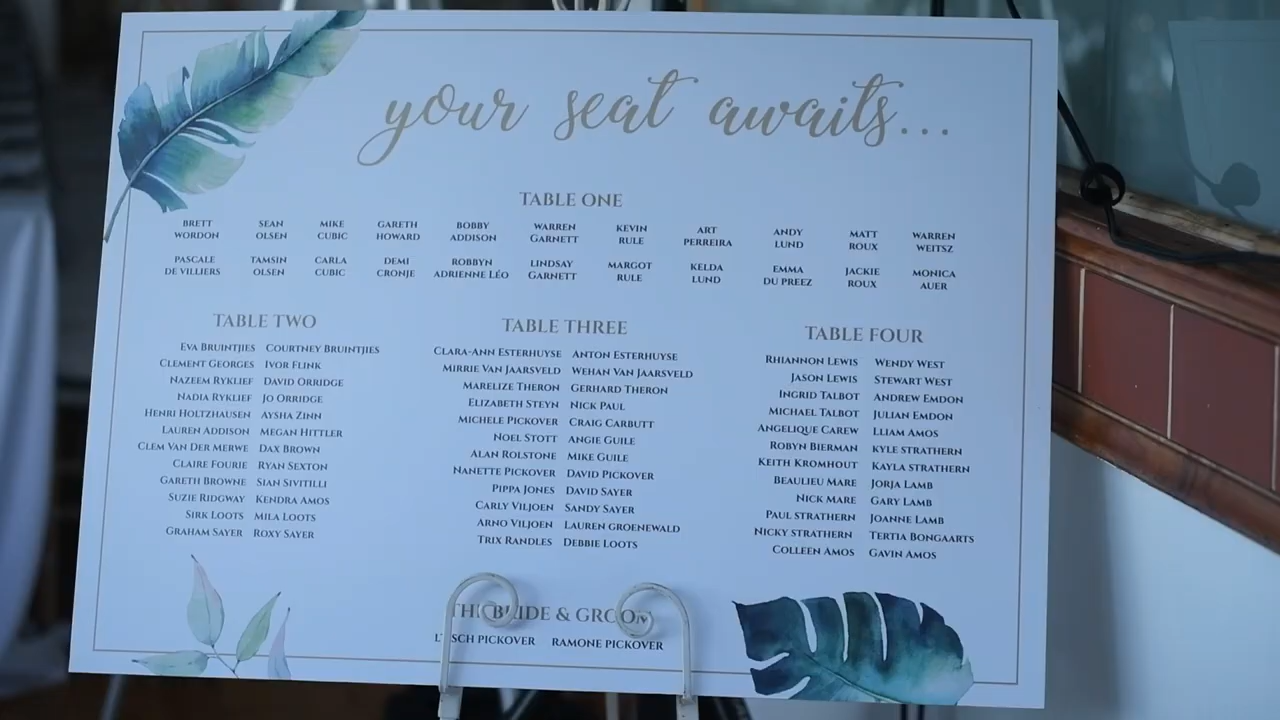 your seat awaits...
TABLE ONE
BRETT WORDON SEAN OLSEN MIKE CUBIC GARETH HOWARD BOBBY ADDISON WARREN GARNETT KEVIN RULE ART PERREIRA ANDY LUND MATT ROUX WARREN WEITSZ
PASCALE DE VILLIERS TAMSIN OLSEN CARLA CUBIC DEMI CRONJE ROBBYN ADRIENNE LÉO LINDSAY GARNETT MARGOT RULE KELDA LUND EMMA DU PREEZ JACKIE ROUX MONICA AUER
TABLE TWO
EVA BRUINTJIES COURTNEY BRUINTJIES
CLEMENT GEORGES IVOR FLINK
NAZEEM RYKLIEF DAVID ORRIDGE
NADIA RYKLIEF JO ORRIDGE
HENRI HOLTZHAUSEN AYSHA ZINN
LAUREN ADDISON MEGAN HITTLER
CLEM VAN DER MERWE DAX BROWN
CLAIRE FOURIE RYAN SEXTON
GARETH BROWNE SIAN SIVITILLI
SUZIE RIDGWAY KENDRA AMOS
SIRK LOOTS MILA LOOTS
GRAHAM SAYER ROXY SAYER
TABLE THREE
CLARA-ANN ESTERHUYSE ANTON ESTERHUYSE
MIRRIE VAN JAARSVELD WEHAN VAN JAARSVELD
MARELIZE THERON GERHARD THERON
ELIZABETH STEYN NICK PAUL
MICHELE PICKOVER CRAIG CARBUTT
NOEL STOTT ANGIE GUILE
ALAN ROLSTONE MIKE GUILE
NANETTE PICKOVER DAVID PICKOVER
PIPPA JONES DAVID SAYER
CARLY VILJOEN SANDY SAYER
ARNO VILJOEN LAUREN GROENEWALD
TRIX RANDLES DEBBIE LOOTS
TABLE FOUR
RHIANNON LEWIS WENDY WEST
JASON LEWIS STEWART WEST
INGRID TALBOT ANDREW EMDON
MICHAEL TALBOT JULIAN EMDON
ANGELIQUE CAREW LLIAM AMOS
ROBYN BIERMAN KYLE STRATHERN
KEITH KROMHOUT KAYLA STRATHERN
BEAULIEU MARE JORJA LAMB
NICK MARE GARY LAMB
PAUL STRATHERN JOANNE LAMB
NICKY STRATHERN TERTIA BONGAARTS
COLLEEN AMOS GAVIN AMOS
THE BRIDE & GROOM
PICKOVER RAMONE PICKOVER